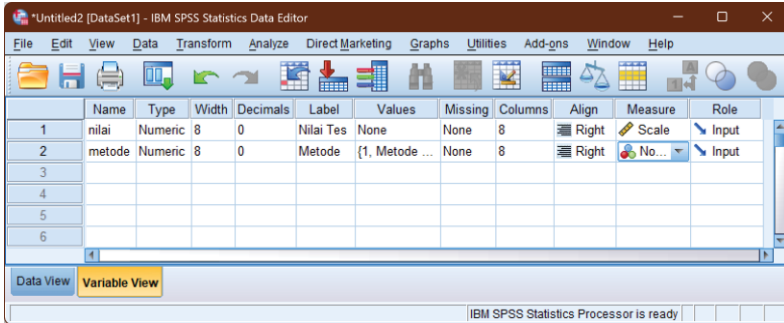 *Untitled2 [DataSet1] - IBM SPSS Statistics Data Editor
File Edit View Data Transform Analyze Direct Marketing Graphs Utilities Add-ons Window Help
Name Type Width Decimals Label Values Missing Columns Align Measure Role
1 nilai Numeric 8 0 Nilai Tes None None 8 Right Scale Input
2 metode Numeric 8 0 Metode {1, Metode ... None 8 Right No... Input
3
4
5
6
Data View Variable View
IBM SPSS Statistics Processor is ready